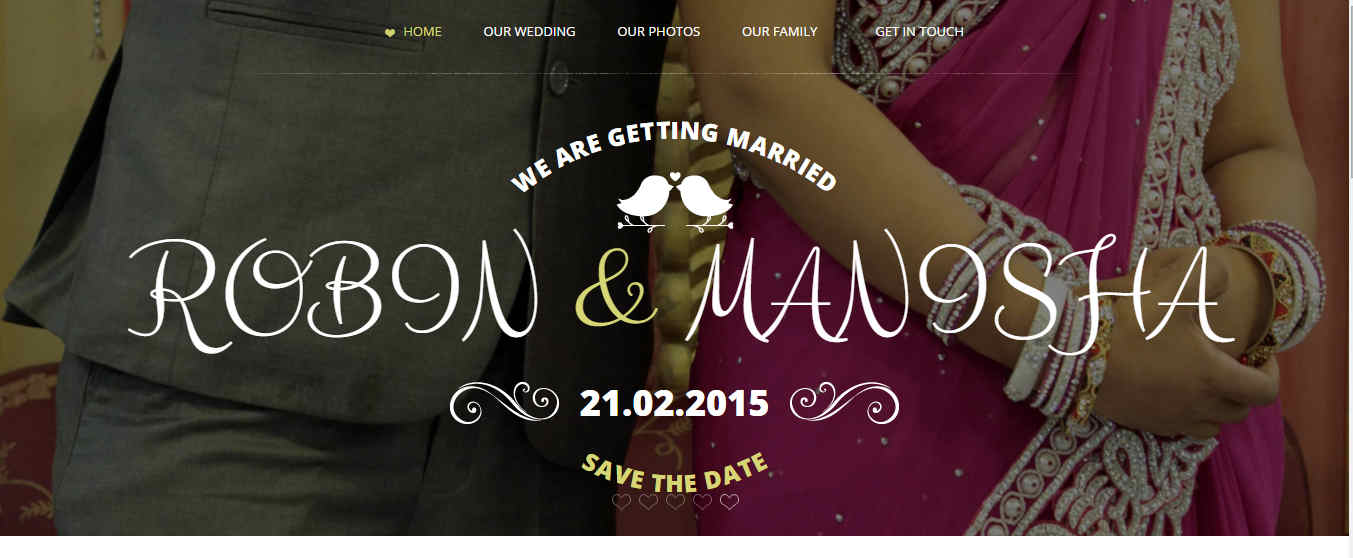 HOME OUR WEDDING OUR PHOTOS OUR FAMILY GET IN TOUCH
WE ARE GETTING MARRIED
ROBIN & MANISHA
21.02.2015
SAVE THE DATE